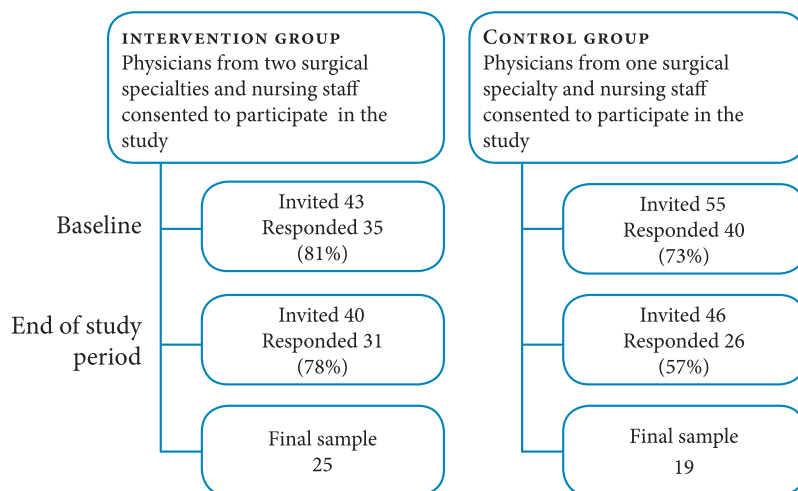 INTERVENTION GROUP
Physicians from two surgical
specialties and nursing staff
consented to participate in the
study
CONTROL GROUP
Physicians from one surgical
specialty and nursing staff
consented to participate in the
study
Baseline
Invited 43
Responded 35
(81%)
Invited 55
Responded 40
(73%)
End of study
period
Invited 40
Responded 31
(78%)
Invited 46
Responded 26
(57%)
Final sample
25
Final sample
19